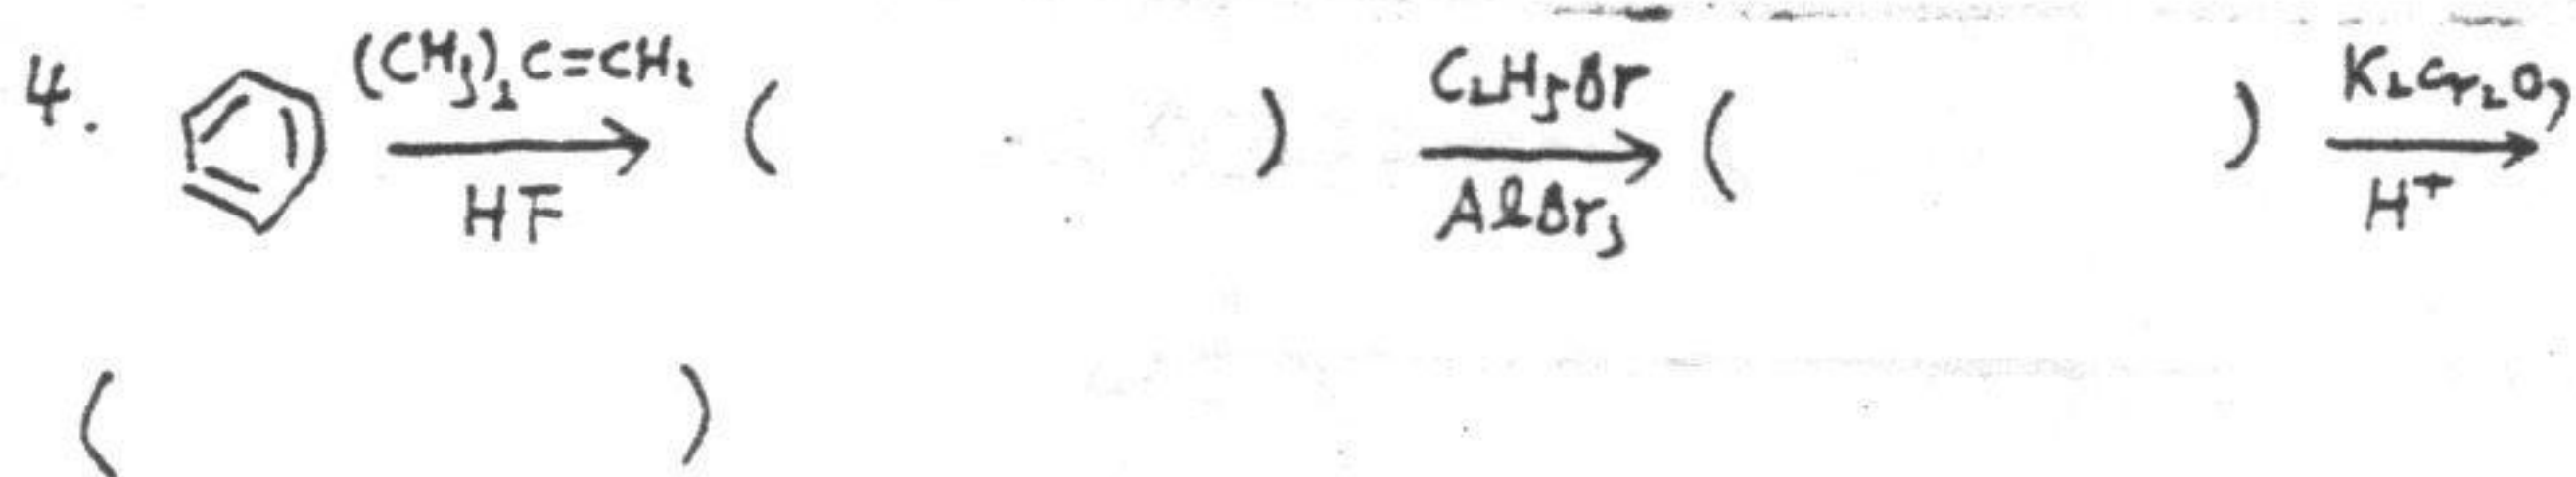 4. (CH₃)₂C=CH₂ ( ) C₂H₅Br ( ) K₂Cr₂O₇
HF AlBr₃ H⁺
( )